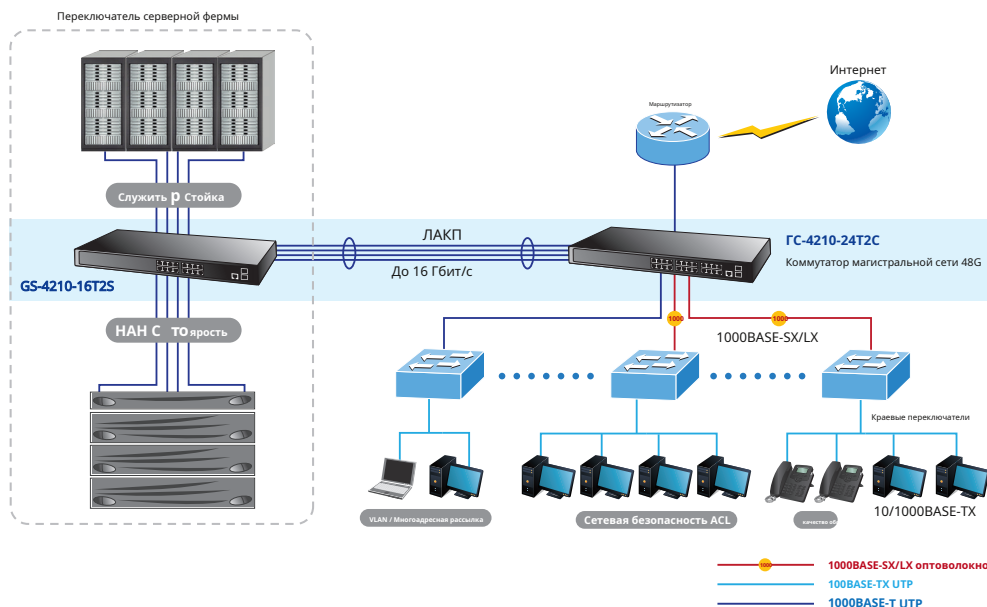 Переключатель серверной фермы
Интернет
Маршрутизатор
Служить р Стойка
ЛАКП
До 16 Гбит/с
GS-4210-16T2S
ГС-4210-24Т2С
Коммутатор магистральной сети 48G
НАН С то ярость
1000
1000
1000BASE-SX/LX
Краевые переключатели
10/1000BASE-TX
VLAN / Многоадресная рассылка
Сетевая безопасность ACL
качество
1000
1000BASE-SX/LX оптоволокно
100BASE-TX UTP
1000BASE-T UTP